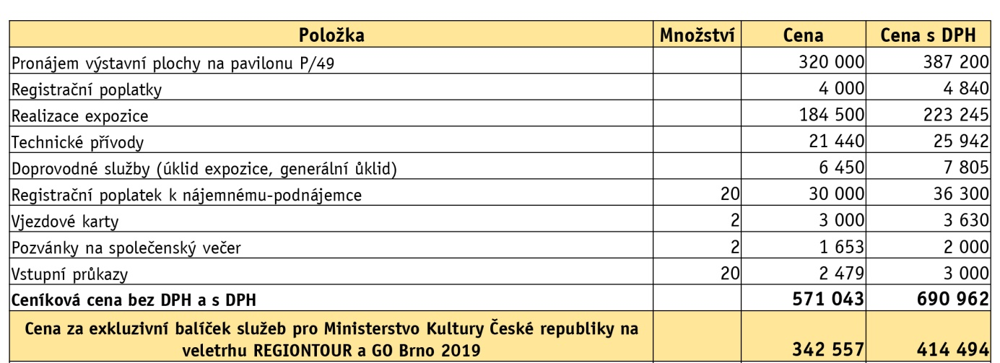 Položka Množství Cena Cena s DPH
Pronájem výstavní plochy na pavilonu P/49 320 000 387 200
Registrační poplatky 4 000 4 840
Realizace expozice 184 500 223 245
Technické přívody 21 440 25 942
Doprovodné služby (úklid expozice, generální ůklid) 6 450 7 805
Registrační poplatek k nájemnému-podnájemce 20 30 000 36 300
Vjezdové karty 2 3 000 3 630
Pozvánky na společenský večer 2 1 653 2 000
Vstupní průkazy 20 2 479 3 000
Ceníková cena bez DPH a s DPH 571 043 690 962
Cena za exkluzivní balíček služeb pro Ministerstvo Kultury České republiky na
veletrhu REGIONTOUR a GO Brno 2019 342 557 414 494